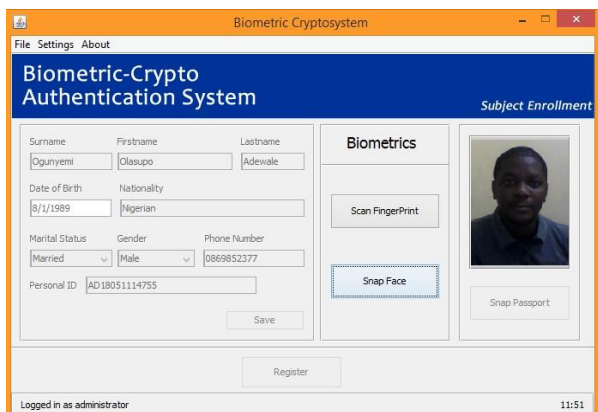 Biometric Cryptosystem
File Settings About
Biometric-Crypto
Authentication System
Subject Enrollment
Surname Firstname Lastname
Ogunyemi Olasupo Adewale
Date of Birth Nationality
8/1/1989 Nigerian
Marital Status Gender Phone Number
Married Male 0869852377
Personal ID AD18051114755
Save
Biometrics
Scan FingerPrint
Snap Face
Snap Passport
Register
Logged in as administrator 11:51